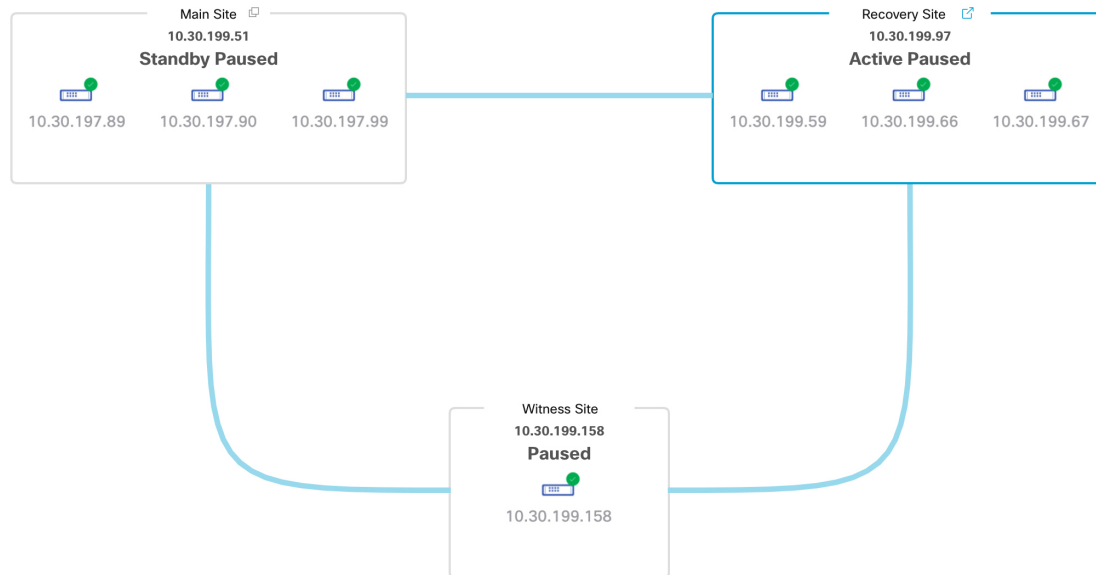 Main Site
10.30.199.51
Standby Paused
10.30.197.89 10.30.197.90 10.30.197.99
Recovery Site
10.30.199.97
Active Paused
10.30.199.59 10.30.199.66 10.30.199.67
Witness Site
10.30.199.158
Paused
10.30.199.158